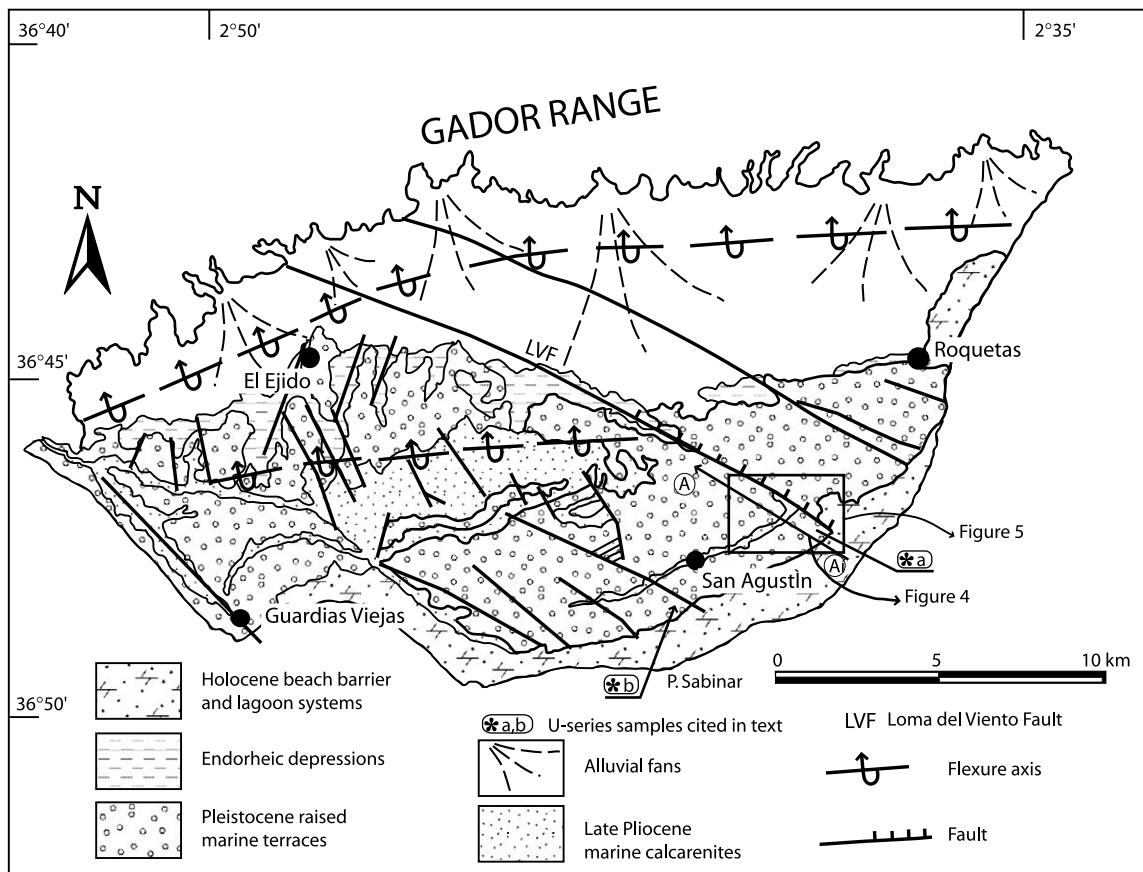 36°40'
2°50'
2°35'
GADOR RANGE
N
LVF
Roquetas
36°45'
El Ejido
A
Figure 5
✱ a
San Agustìn
A
Figure 4
Guardias Viejas
0 5 10 km
✱ b
P. Sabinar
36°50'
Holocene beach barrier
and lagoon systems
✱ a,b U-series samples cited in text
LVF Loma del Viento Fault
Endorheic depressions
Alluvial fans
Flexure axis
Pleistocene raised
marine terraces
Late Pliocene
marine calcarenites
Fault